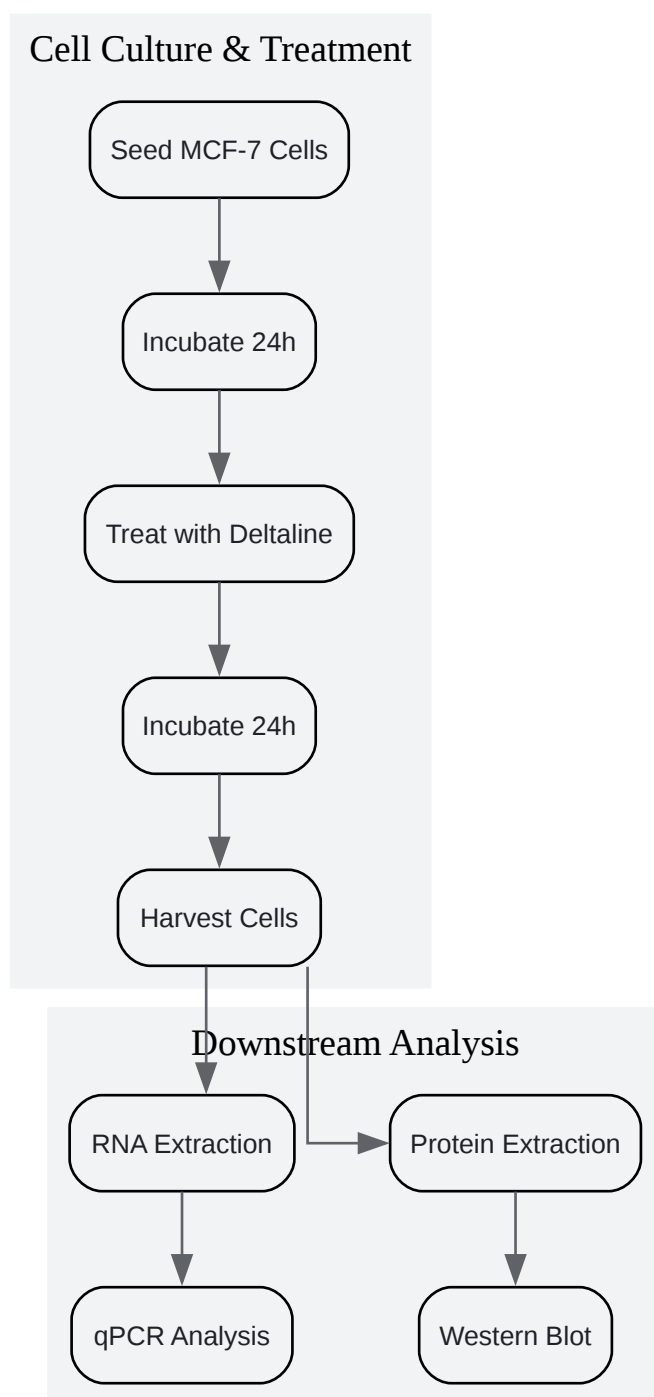 Cell Culture & Treatment
Seed MCF-7 Cells
Incubate 24h
Treat with Deltaline
Incubate 24h
Harvest Cells
Downstream Analysis
RNA Extraction
Protein Extraction
qPCR Analysis
Western Blot